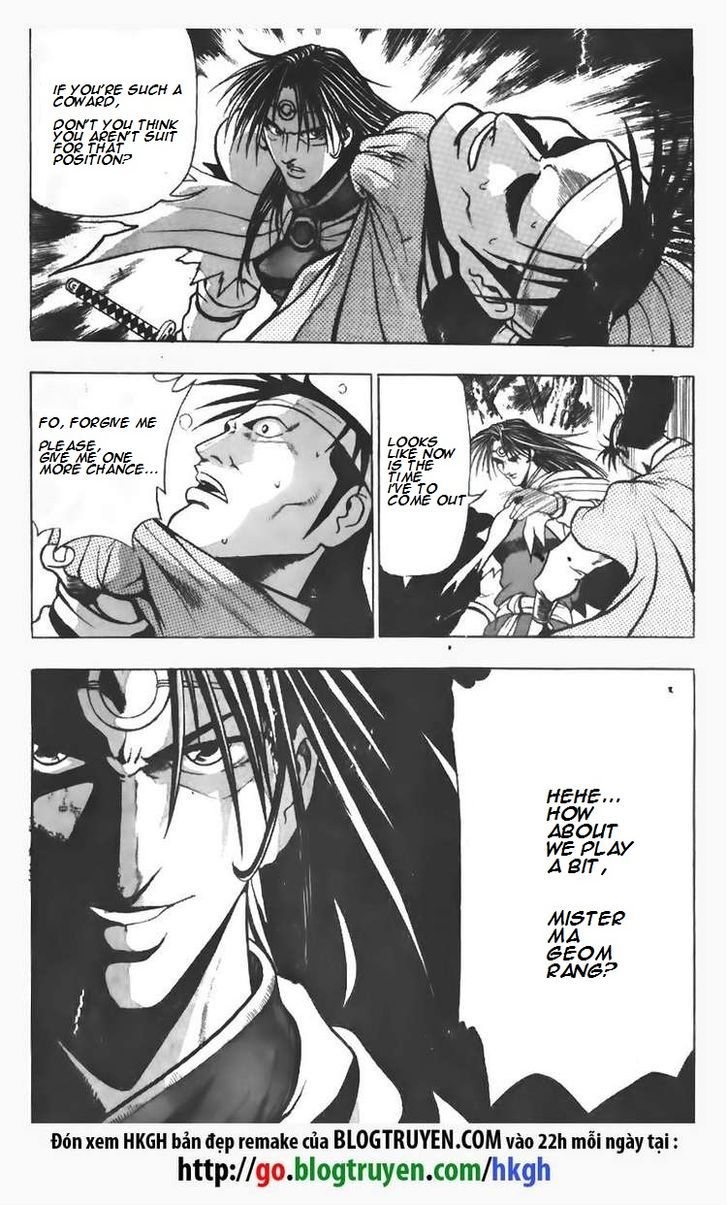 IF YOU'RE SUCH A
COWARD,
DON'T YOU THINK
YOU AREN'T SUIT
FOR THAT
POSITION?
FO, FORGIVE ME
PLEASE,
GIVE ME ONE
MORE CHANCE...
LOOKS
LIKE NOW
IS THE
TIME
I'VE TO
COME OUT
HEHE...
HOW
ABOUT
WE PLAY
A BIT,
MISTER
MA
GEOM
RANG?
Đón xem HKGH bản đẹp remake của BLOGTRUYEN.COM vào 22h mỗi ngày tại :
http://go.blogtruyen.com/hkgh